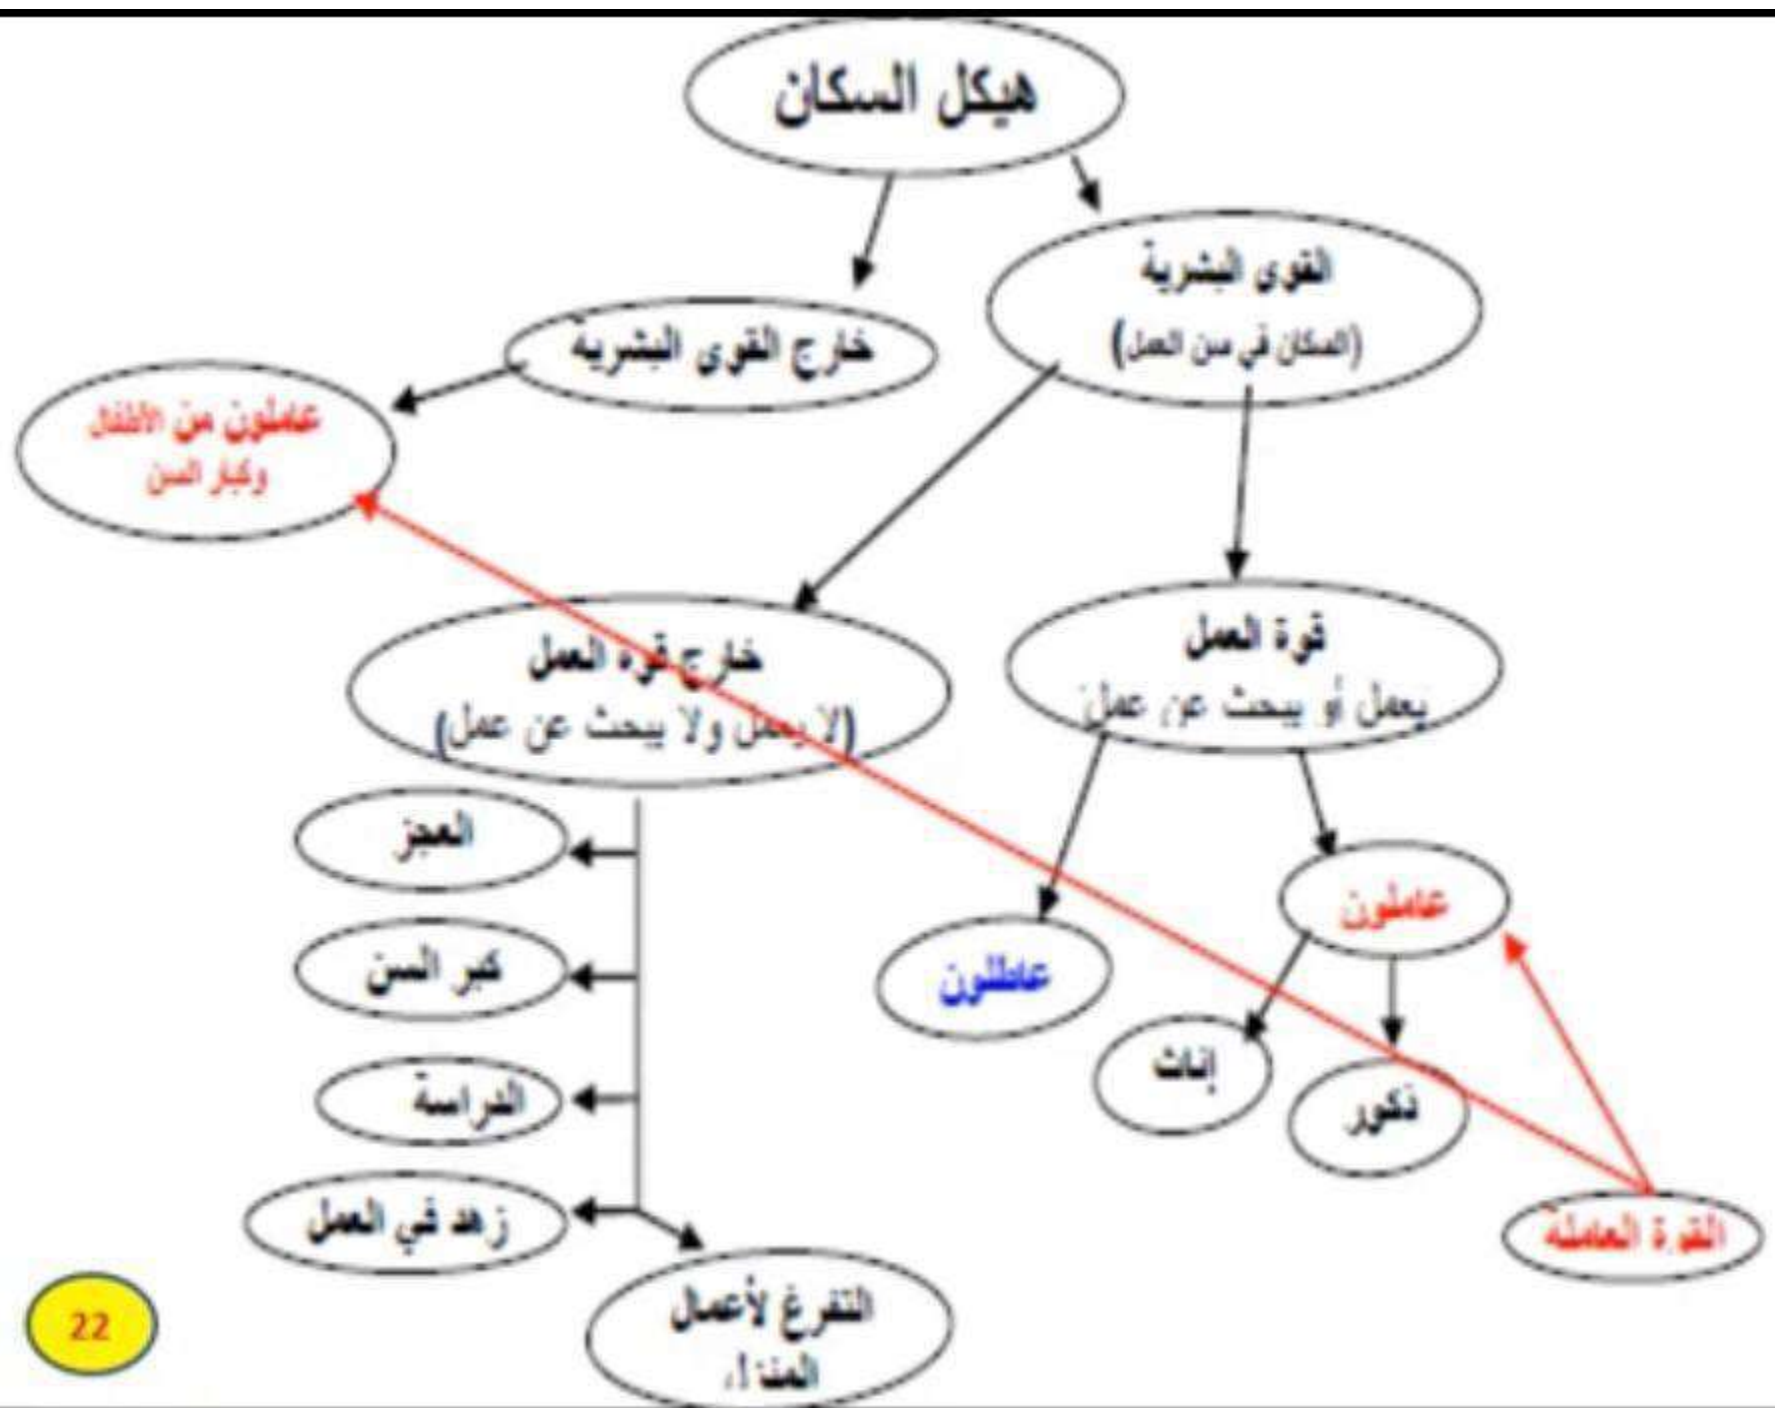 هيكل السكان
القوى البشرية
(السكان في سن العمل)
خارج القوى البشرية
عاملون من الأطفال
وكبار السن
قوة العمل
يعمل أو يبحث عن عمل
خارج قوة العمل
(لا يعمل ولا يبحث عن عمل)
العجز
كبر السن
الدراسة
زهد في العمل
التفرغ لأعمال
عاملون
عاطلون
إناث
ذكور
القوة العاملة
22